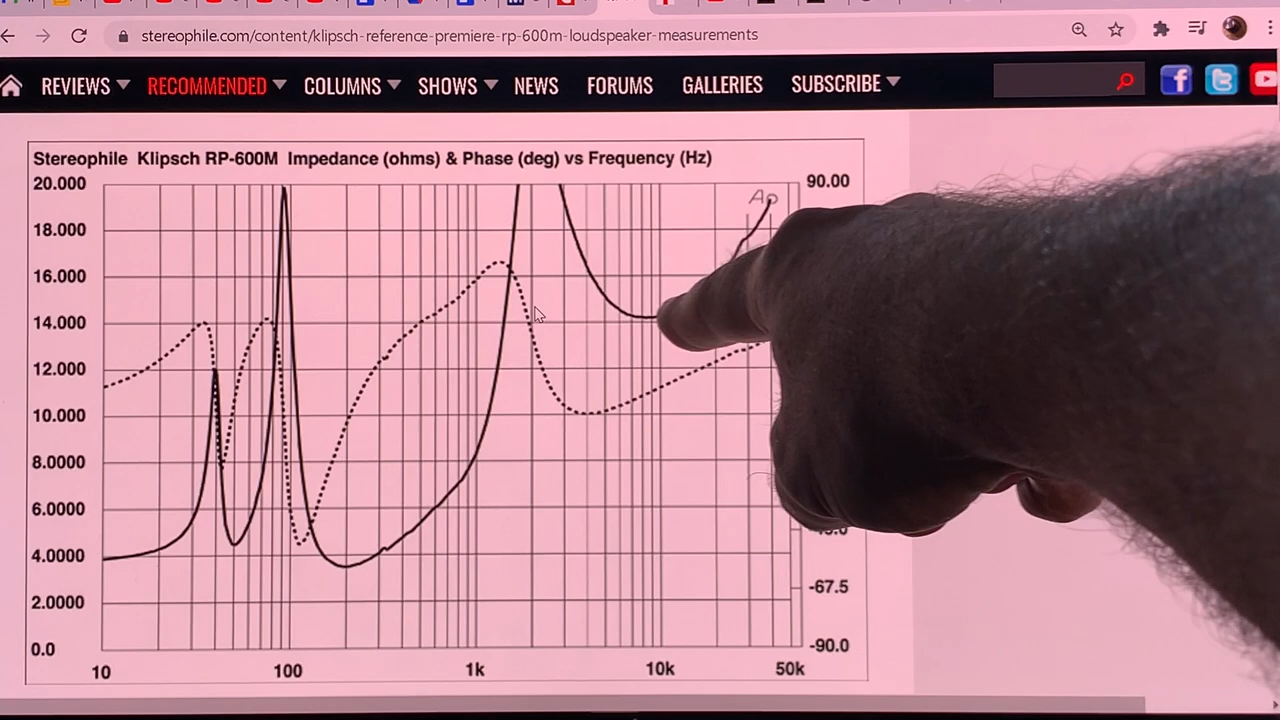 stereophile.com/content/klipsch-reference-premiere-rp-600m-loudspeaker-measurements
REVIEWS RECOMMENDED COLUMNS SHOWS NEWS FORUMS GALLERIES SUBSCRIBE
Stereophile Klipsch RP-600M Impedance (ohms) & Phase (deg) vs Frequency (Hz)
20.000 90.00
Ap
18.000
16.000
14.000
12.000
10.000
8.0000
6.0000
4.0000
2.0000 -67.5
0.0 -90.0
10 100 1k 10k 50k